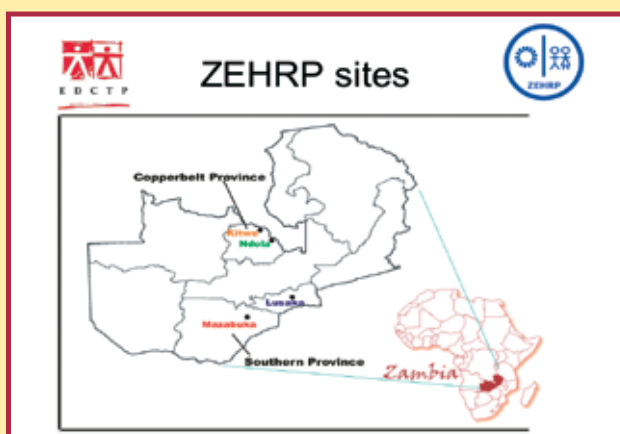 EDCTP
ZEHRP sites
ZEHRP
Copperbelt Province
Kitwe
Ndola
Lusaka
Mazabuka
Southern Province
Zambia